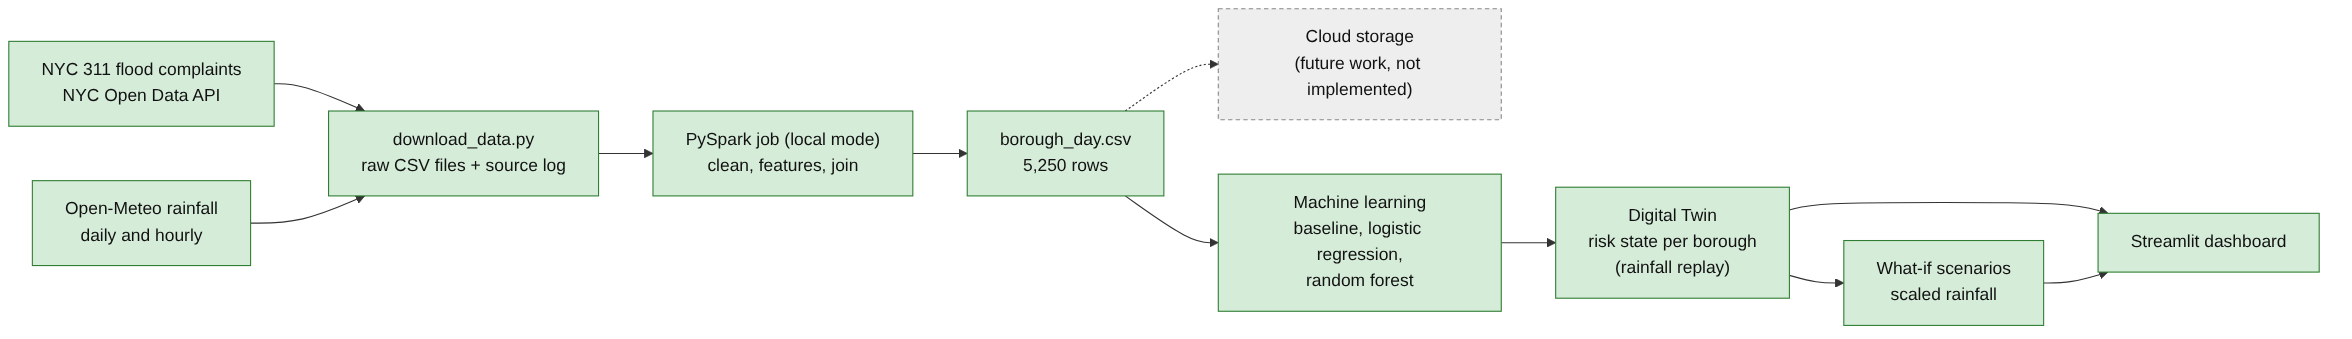 NYC 311 flood complaints
NYC Open Data API
Open-Meteo rainfall
daily and hourly
download_data.py
raw CSV files + source log
PySpark job (local mode)
clean, features, join
borough_day.csv
5,250 rows
Cloud storage
(future work, not
implemented)
Machine learning
baseline, logistic
regression,
random forest
Digital Twin
risk state per borough
(rainfall replay)
What-if scenarios
scaled rainfall
Streamlit dashboard